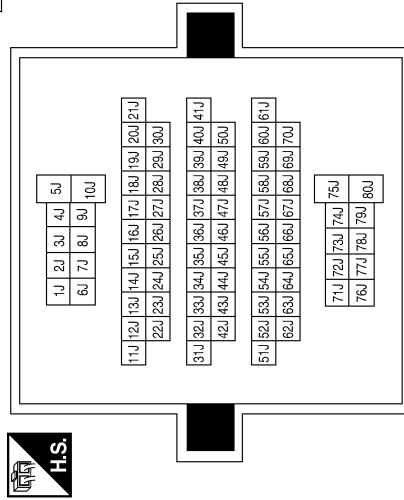 1J 2J 3J 4J 5J
6J 7J 8J 9J 10J
11J 12J 13J 14J 15J 16J 17J 18J 19J 20J 21J
22J 23J 24J 25J 26J 27J 28J 29J 30J
31J 32J 33J 34J 35J 36J 37J 38J 39J 40J 41J
42J 43J 44J 45J 46J 47J 48J 49J 50J
51J 52J 53J 54J 55J 56J 57J 58J 59J 60J 61J
62J 63J 64J 65J 66J 67J 68J 69J 70J
71J 72J 73J 74J 75J
76J 77J 78J 79J 80J
H.S.